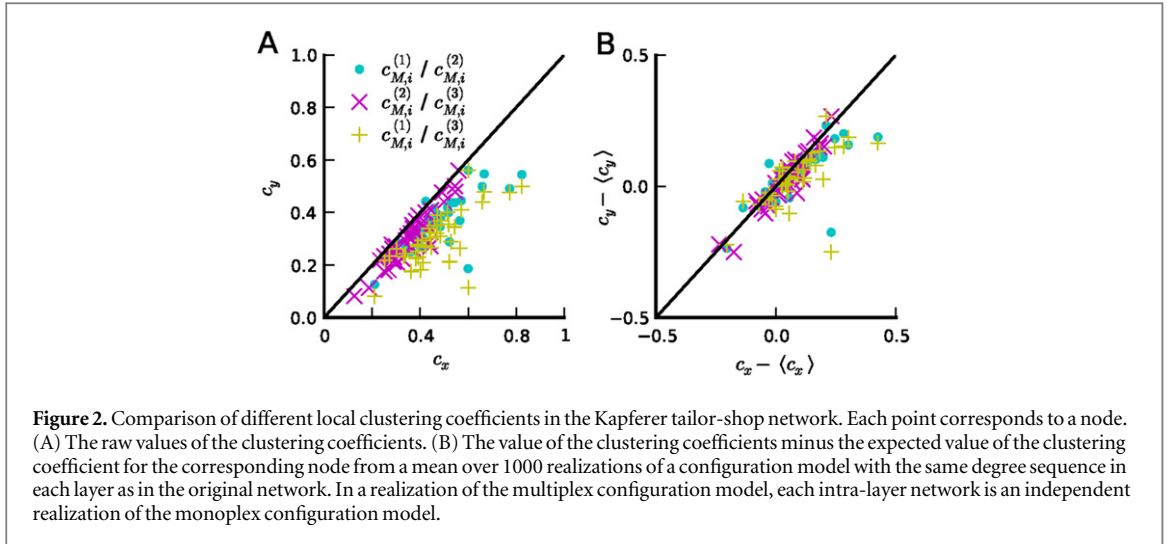 A
B
1.0
0.8
0.6
0.4
0.2
0.0
c_y
c_{M,i}^{(1)} / c_{M,i}^{(2)}
c_{M,i}^{(2)} / c_{M,i}^{(3)}
c_{M,i}^{(1)} / c_{M,i}^{(3)}
0 0.4 0.8 1
c_x
0.5
0.0
−0.5
c_y − ⟨c_y⟩
−0.5 0.0 0.5
c_x − ⟨c_x⟩
Figure 2. Comparison of different local clustering coefficients in the Kapferer tailor-shop network. Each point corresponds to a node.
(A) The raw values of the clustering coefficients. (B) The value of the clustering coefficients minus the expected value of the clustering
coefficient for the corresponding node from a mean over 1000 realizations of a configuration model with the same degree sequence in
each layer as in the original network. In a realization of the multiplex configuration model, each intra-layer network is an independent
realization of the monoplex configuration model.